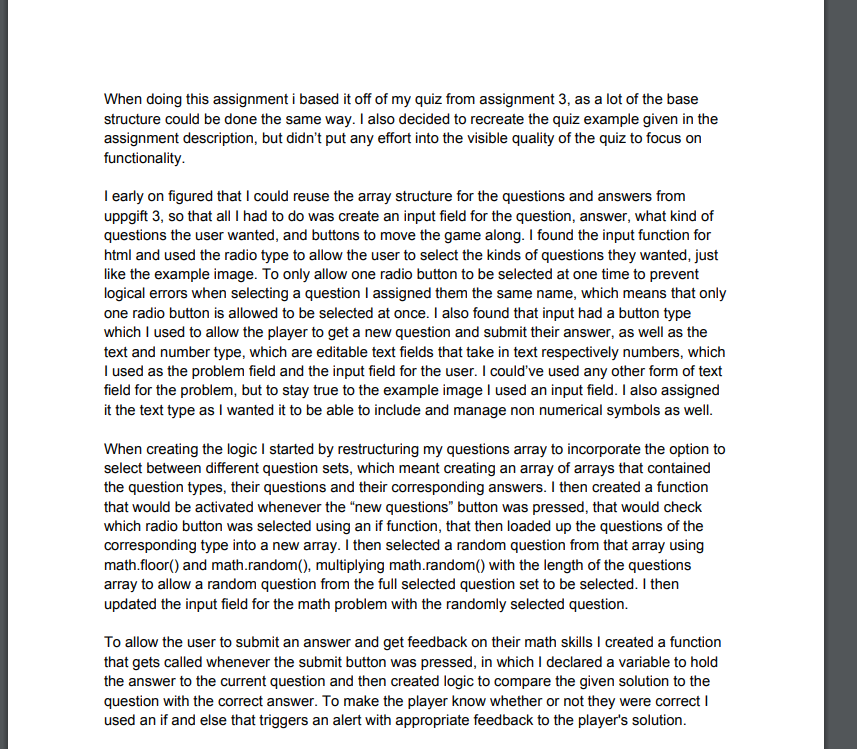 When doing this assignment i based it off of my quiz from assignment 3, as a lot of the base
structure could be done the same way. I also decided to recreate the quiz example given in the
assignment description, but didn't put any effort into the visible quality of the quiz to focus on
functionality.
I early on figured that I could reuse the array structure for the questions and answers from
uppgift 3, so that all I had to do was create an input field for the question, answer, what kind of
questions the user wanted, and buttons to move the game along. I found the input function for
html and used the radio type to allow the user to select the kinds of questions they wanted, just
like the example image. To only allow one radio button to be selected at one time to prevent
logical errors when selecting a question I assigned them the same name, which means that only
one radio button is allowed to be selected at once. I also found that input had a button type
which I used to allow the player to get a new question and submit their answer, as well as the
text and number type, which are editable text fields that take in text respectively numbers, which
I used as the problem field and the input field for the user. I could've used any other form of text
field for the problem, but to stay true to the example image I used an input field. I also assigned
it the text type as I wanted it to be able to include and manage non numerical symbols as well.
When creating the logic I started by restructuring my questions array to incorporate the option to
select between different question sets, which meant creating an array of arrays that contained
the question types, their questions and their corresponding answers. I then created a function
that would be activated whenever the “new questions” button was pressed, that would check
which radio button was selected using an if function, that then loaded up the questions of the
corresponding type into a new array. I then selected a random question from that array using
math.floor() and math.random(), multiplying math.random() with the length of the questions
array to allow a random question from the full selected question set to be selected. I then
updated the input field for the math problem with the randomly selected question.
To allow the user to submit an answer and get feedback on their math skills I created a function
that gets called whenever the submit button was pressed, in which I declared a variable to hold
the answer to the current question and then created logic to compare the given solution to the
question with the correct answer. To make the player know whether or not they were correct I
used an if and else that triggers an alert with appropriate feedback to the player's solution.